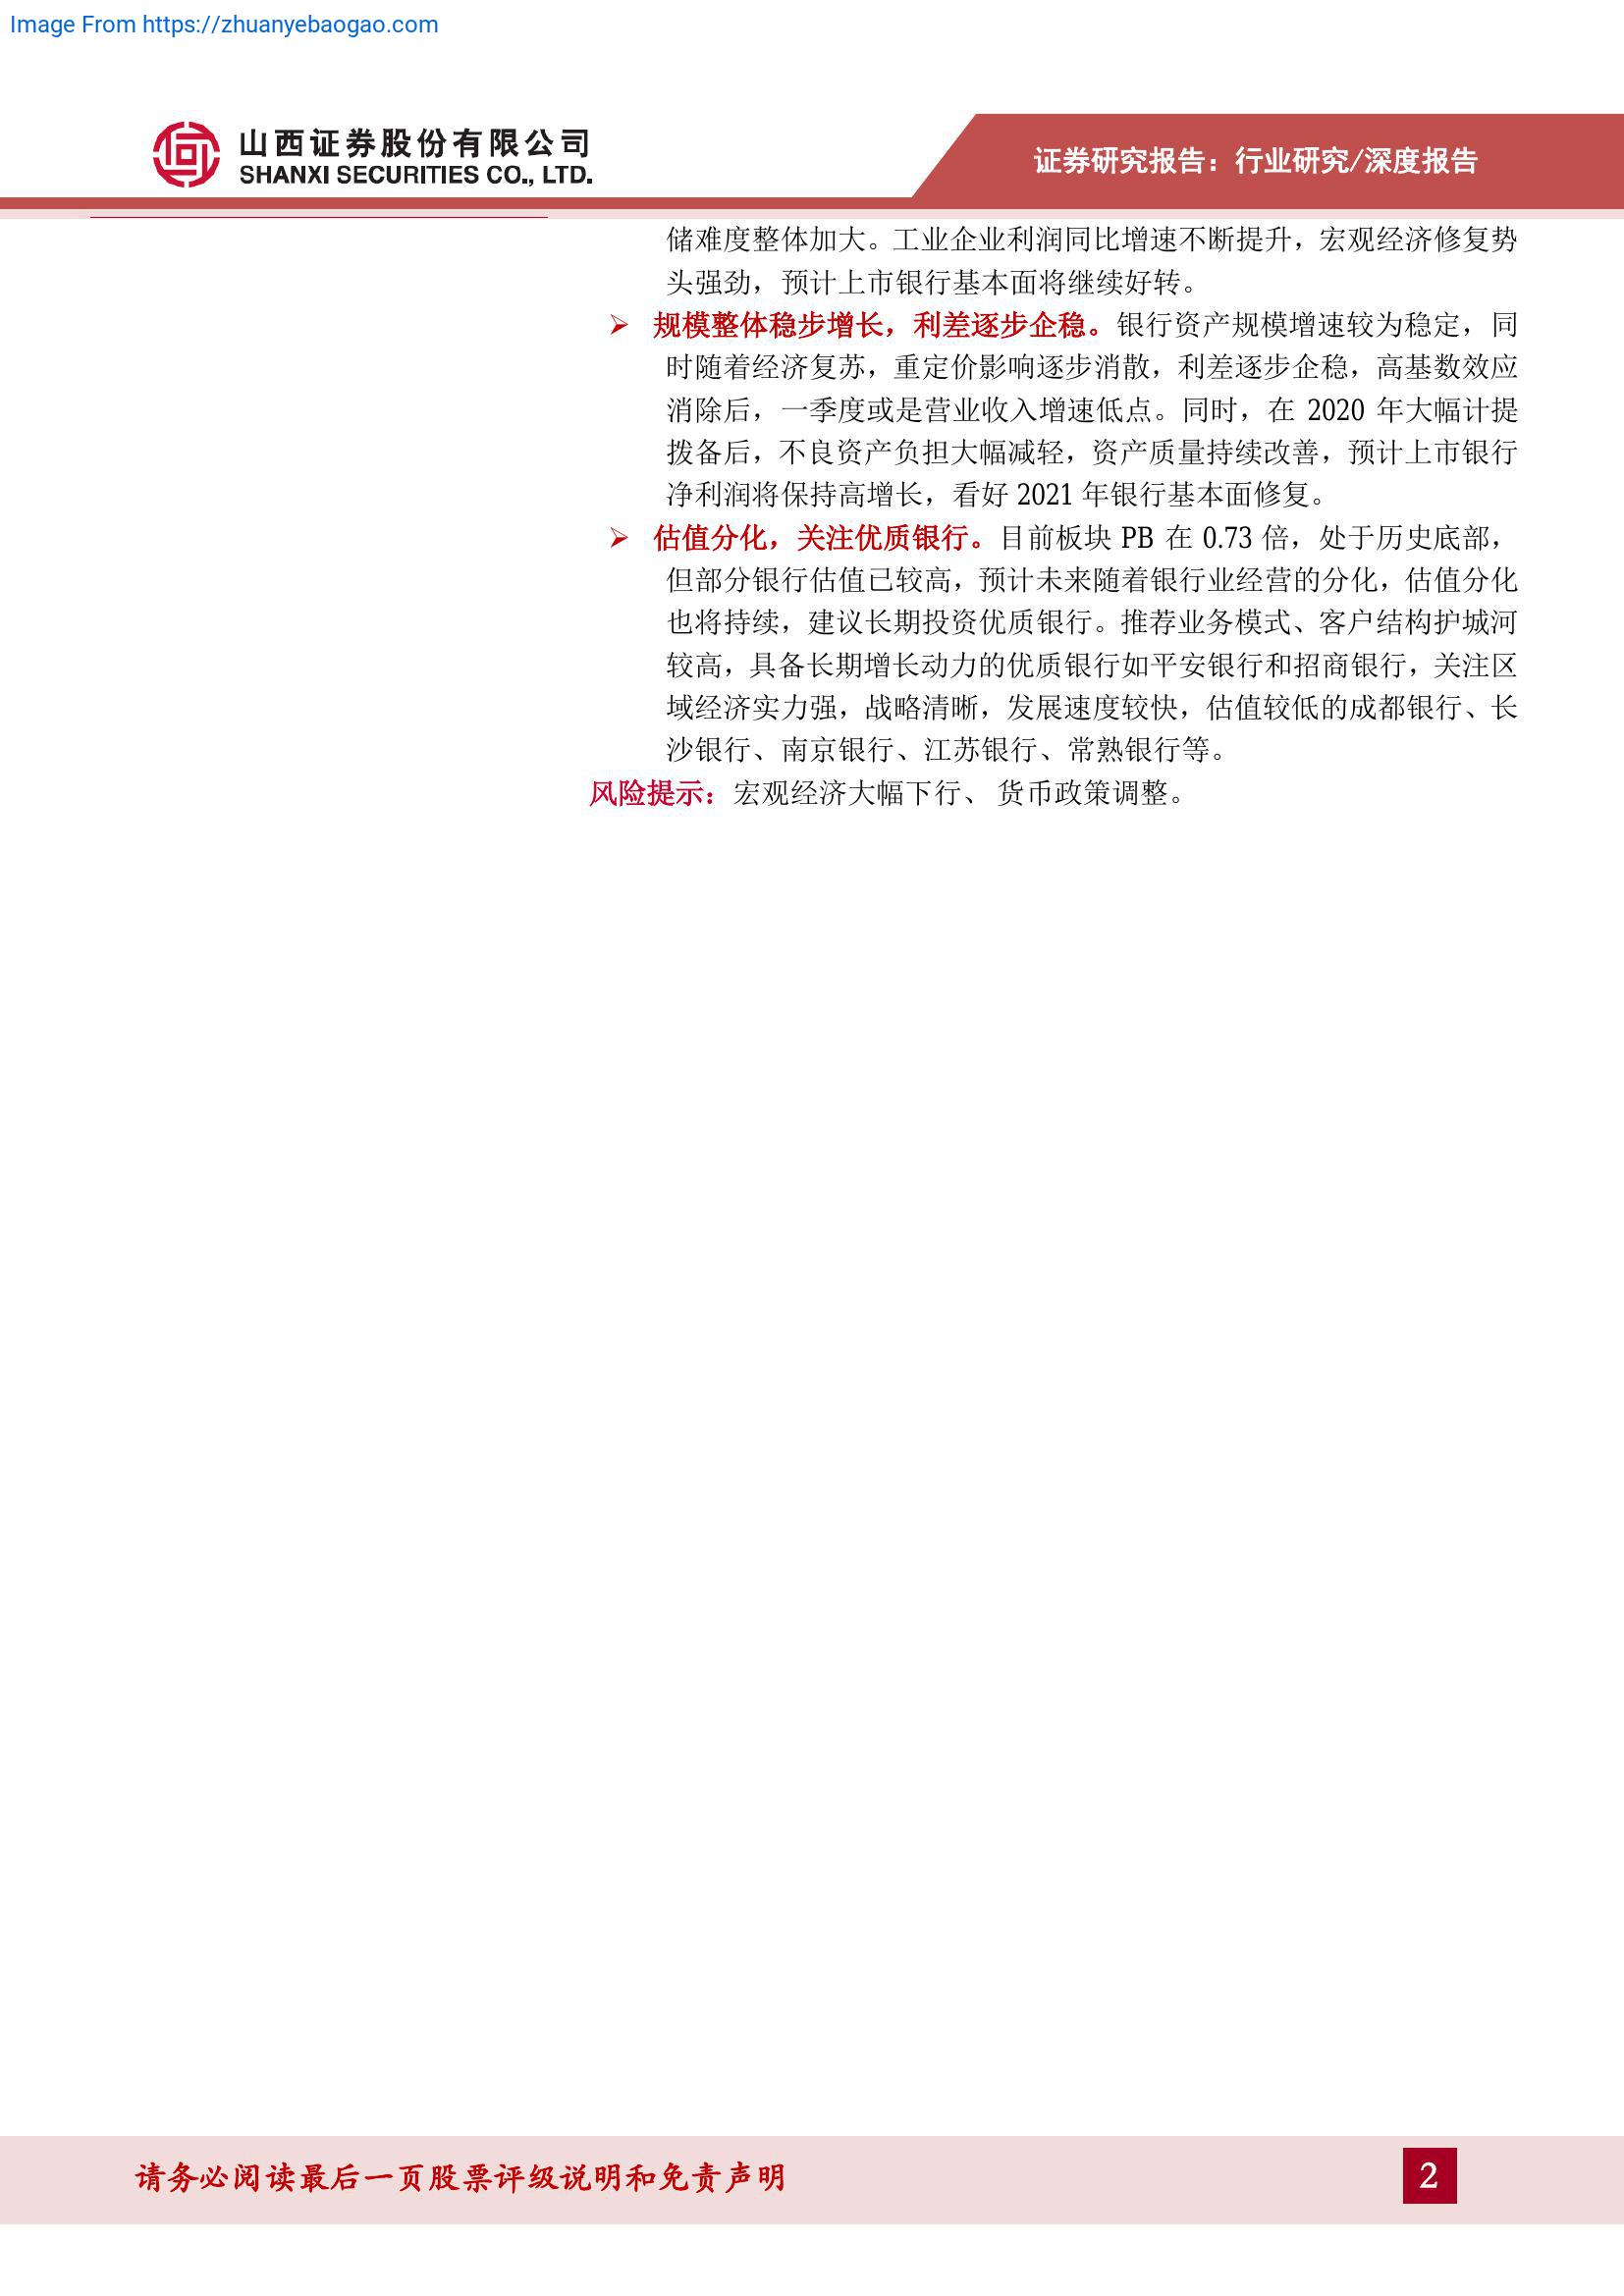 Image From https://zhuanyebaogao.com
山西证券股份有限公司
SHANXI SECURITIES CO., LTD.
证券研究报告：行业研究/深度报告
储难度整体加大。工业企业利润同比增速不断提升，宏观经济修复势
头强劲，预计上市银行基本面将继续好转。
➢ 规模整体稳步增长，利差逐步企稳。银行资产规模增速较为稳定，同
时随着经济复苏，重定价影响逐步消散，利差逐步企稳，高基数效应
消除后，一季度或是营业收入增速低点。同时，在 2020 年大幅计提
拨备后，不良资产负担大幅减轻，资产质量持续改善，预计上市银行
净利润将保持高增长，看好 2021 年银行基本面修复。
➢ 估值分化，关注优质银行。目前板块 PB 在 0.73 倍，处于历史底部，
但部分银行估值已较高，预计未来随着银行业经营的分化，估值分化
也将持续，建议长期投资优质银行。推荐业务模式、客户结构护城河
较高，具备长期增长动力的优质银行如平安银行和招商银行，关注区
域经济实力强，战略清晰，发展速度较快，估值较低的成都银行、长
沙银行、南京银行、江苏银行、常熟银行等。
风险提示：宏观经济大幅下行、 货币政策调整。
请务必阅读最后一页股票评级说明和免责声明
2